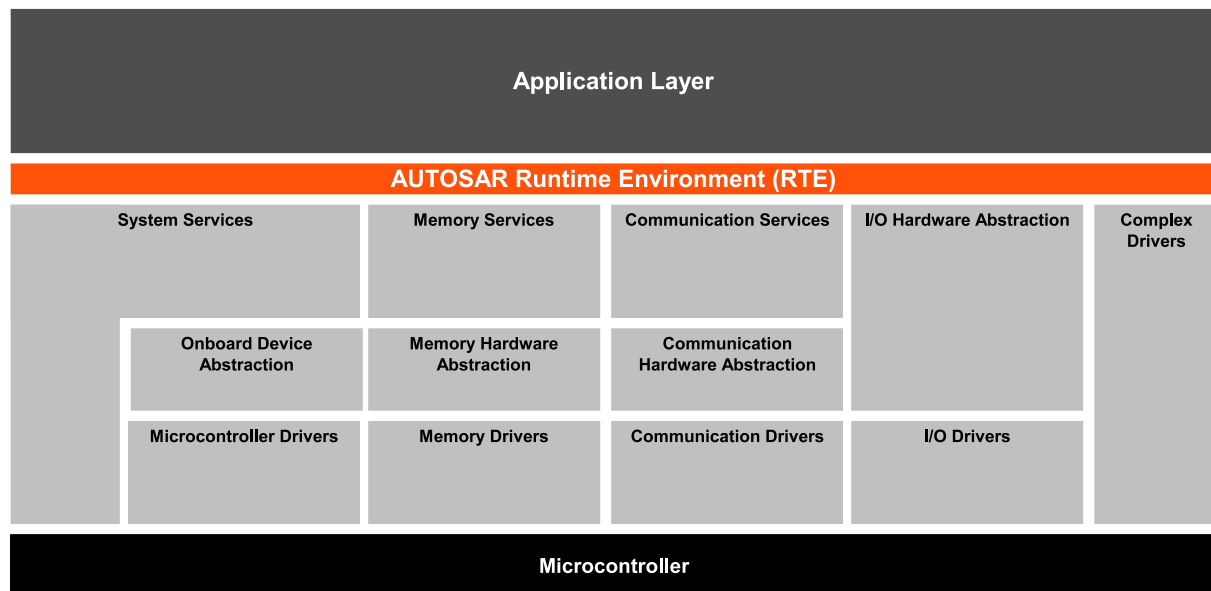 Application Layer
AUTOSAR Runtime Environment (RTE)
System Services
Memory Services
Communication Services
I/O Hardware Abstraction
Complex
Drivers
Onboard Device
Abstraction
Memory Hardware
Abstraction
Communication
Hardware Abstraction
Microcontroller Drivers
Memory Drivers
Communication Drivers
I/O Drivers
Microcontroller